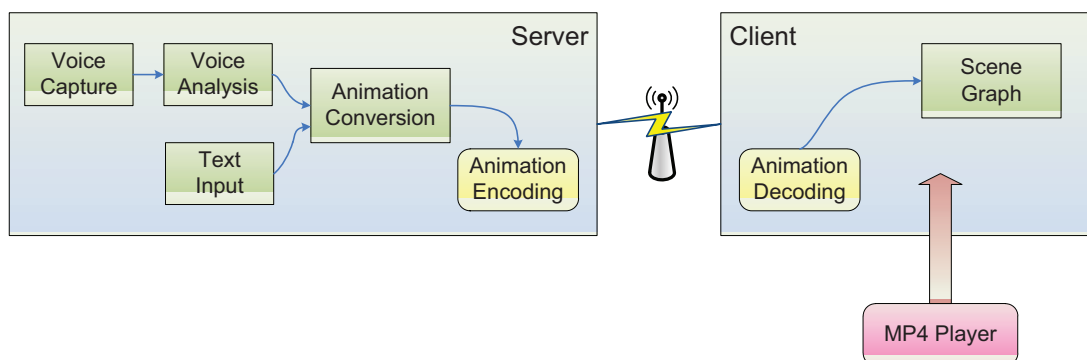 Server
Voice
Capture
Voice
Analysis
Animation
Conversion
Text
Input
Animation
Encoding
Client
Scene
Graph
Animation
Decoding
MP4 Player